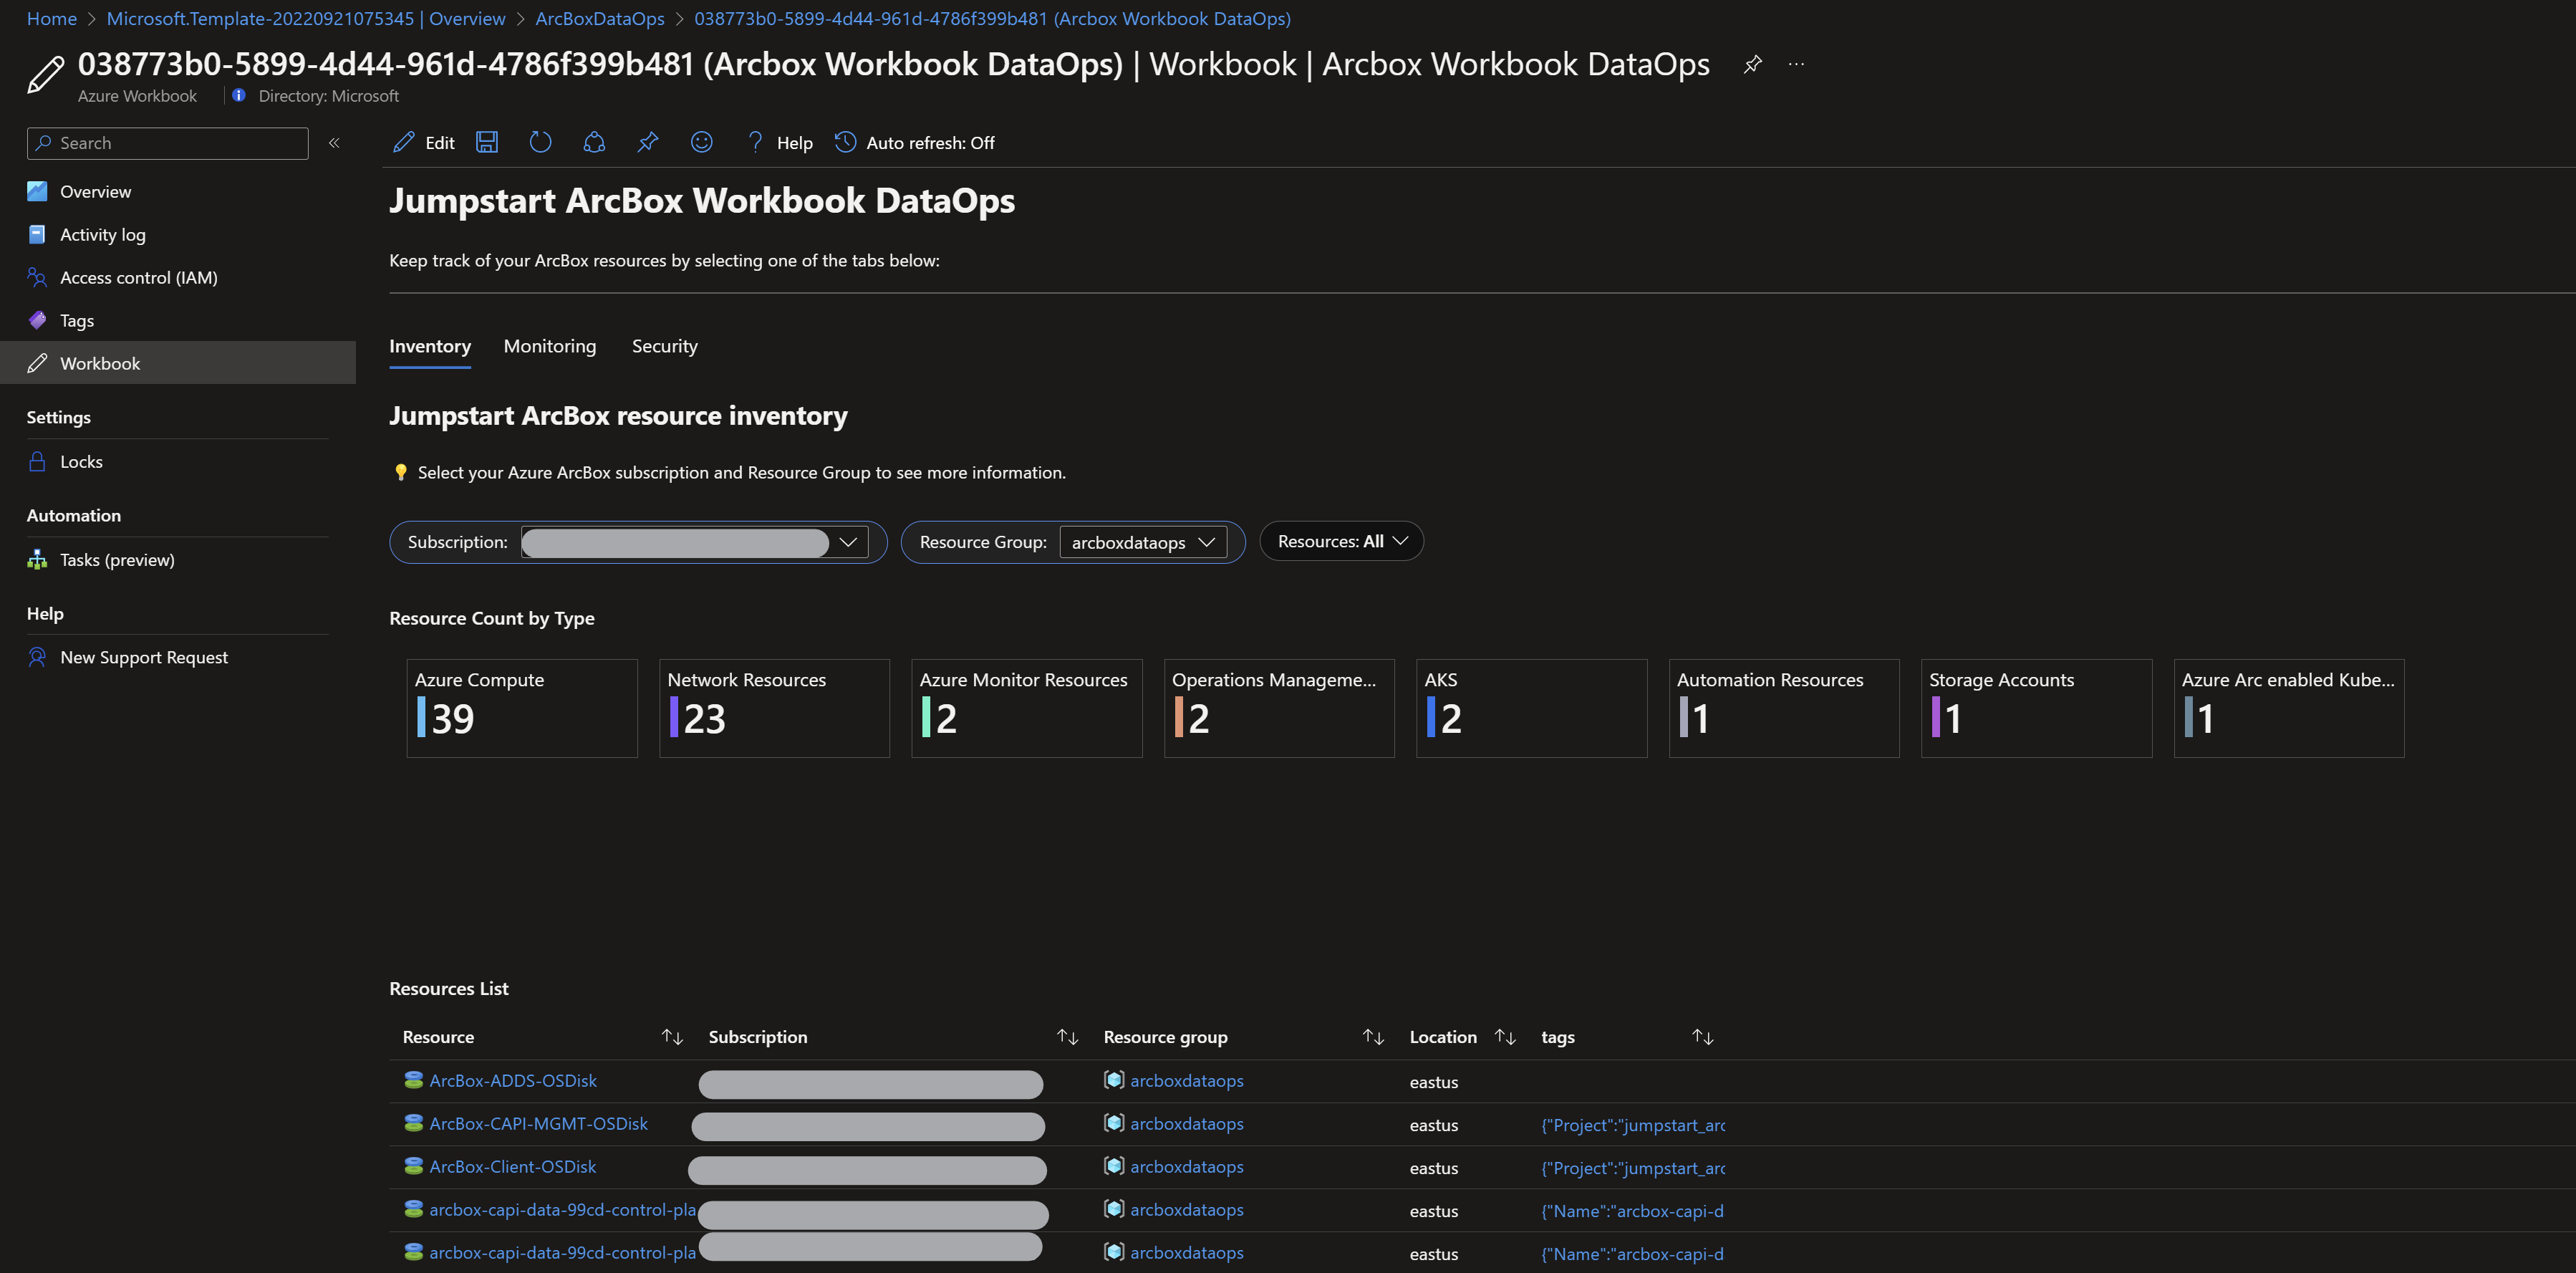 Home > Microsoft.Template-20220921075345 | Overview > ArcBoxDataOps > 038773b0-5899-4d44-961d-4786f399b481 (Arcbox Workbook DataOps)
038773b0-5899-4d44-961d-4786f399b481 (Arcbox Workbook DataOps) | Workbook | Arcbox Workbook DataOps ...
Azure Workbook | Directory: Microsoft
Search «
Edit Help Auto refresh: Off
Overview
Activity log
Access control (IAM)
Tags
Workbook
Settings
Locks
Automation
Tasks (preview)
Help
New Support Request
Jumpstart ArcBox Workbook DataOps
Keep track of your ArcBox resources by selecting one of the tabs below:
Inventory Monitoring Security
Jumpstart ArcBox resource inventory
Select your Azure ArcBox subscription and Resource Group to see more information.
Subscription: Resource Group: arcboxdataops Resources: All
Resource Count by Type
Azure Compute
39
Network Resources
23
Azure Monitor Resources
2
Operations Manageme...
2
AKS
2
Automation Resources
1
Storage Accounts
1
Azure Arc enabled Kube...
1
Resources List
Resource ↑↓ Subscription ↑↓ Resource group ↑↓ Location ↑↓ tags ↑↓
ArcBox-ADDS-OSDisk arcboxdataops eastus
ArcBox-CAPI-MGMT-OSDisk arcboxdataops eastus {"Project":"jumpstart_arc
ArcBox-Client-OSDisk arcboxdataops eastus {"Project":"jumpstart_arc
arcbox-capi-data-99cd-control-pla arcboxdataops eastus {"Name":"arcbox-capi-d
arcbox-capi-data-99cd-control-pla arcboxdataops eastus {"Name":"arcbox-capi-d